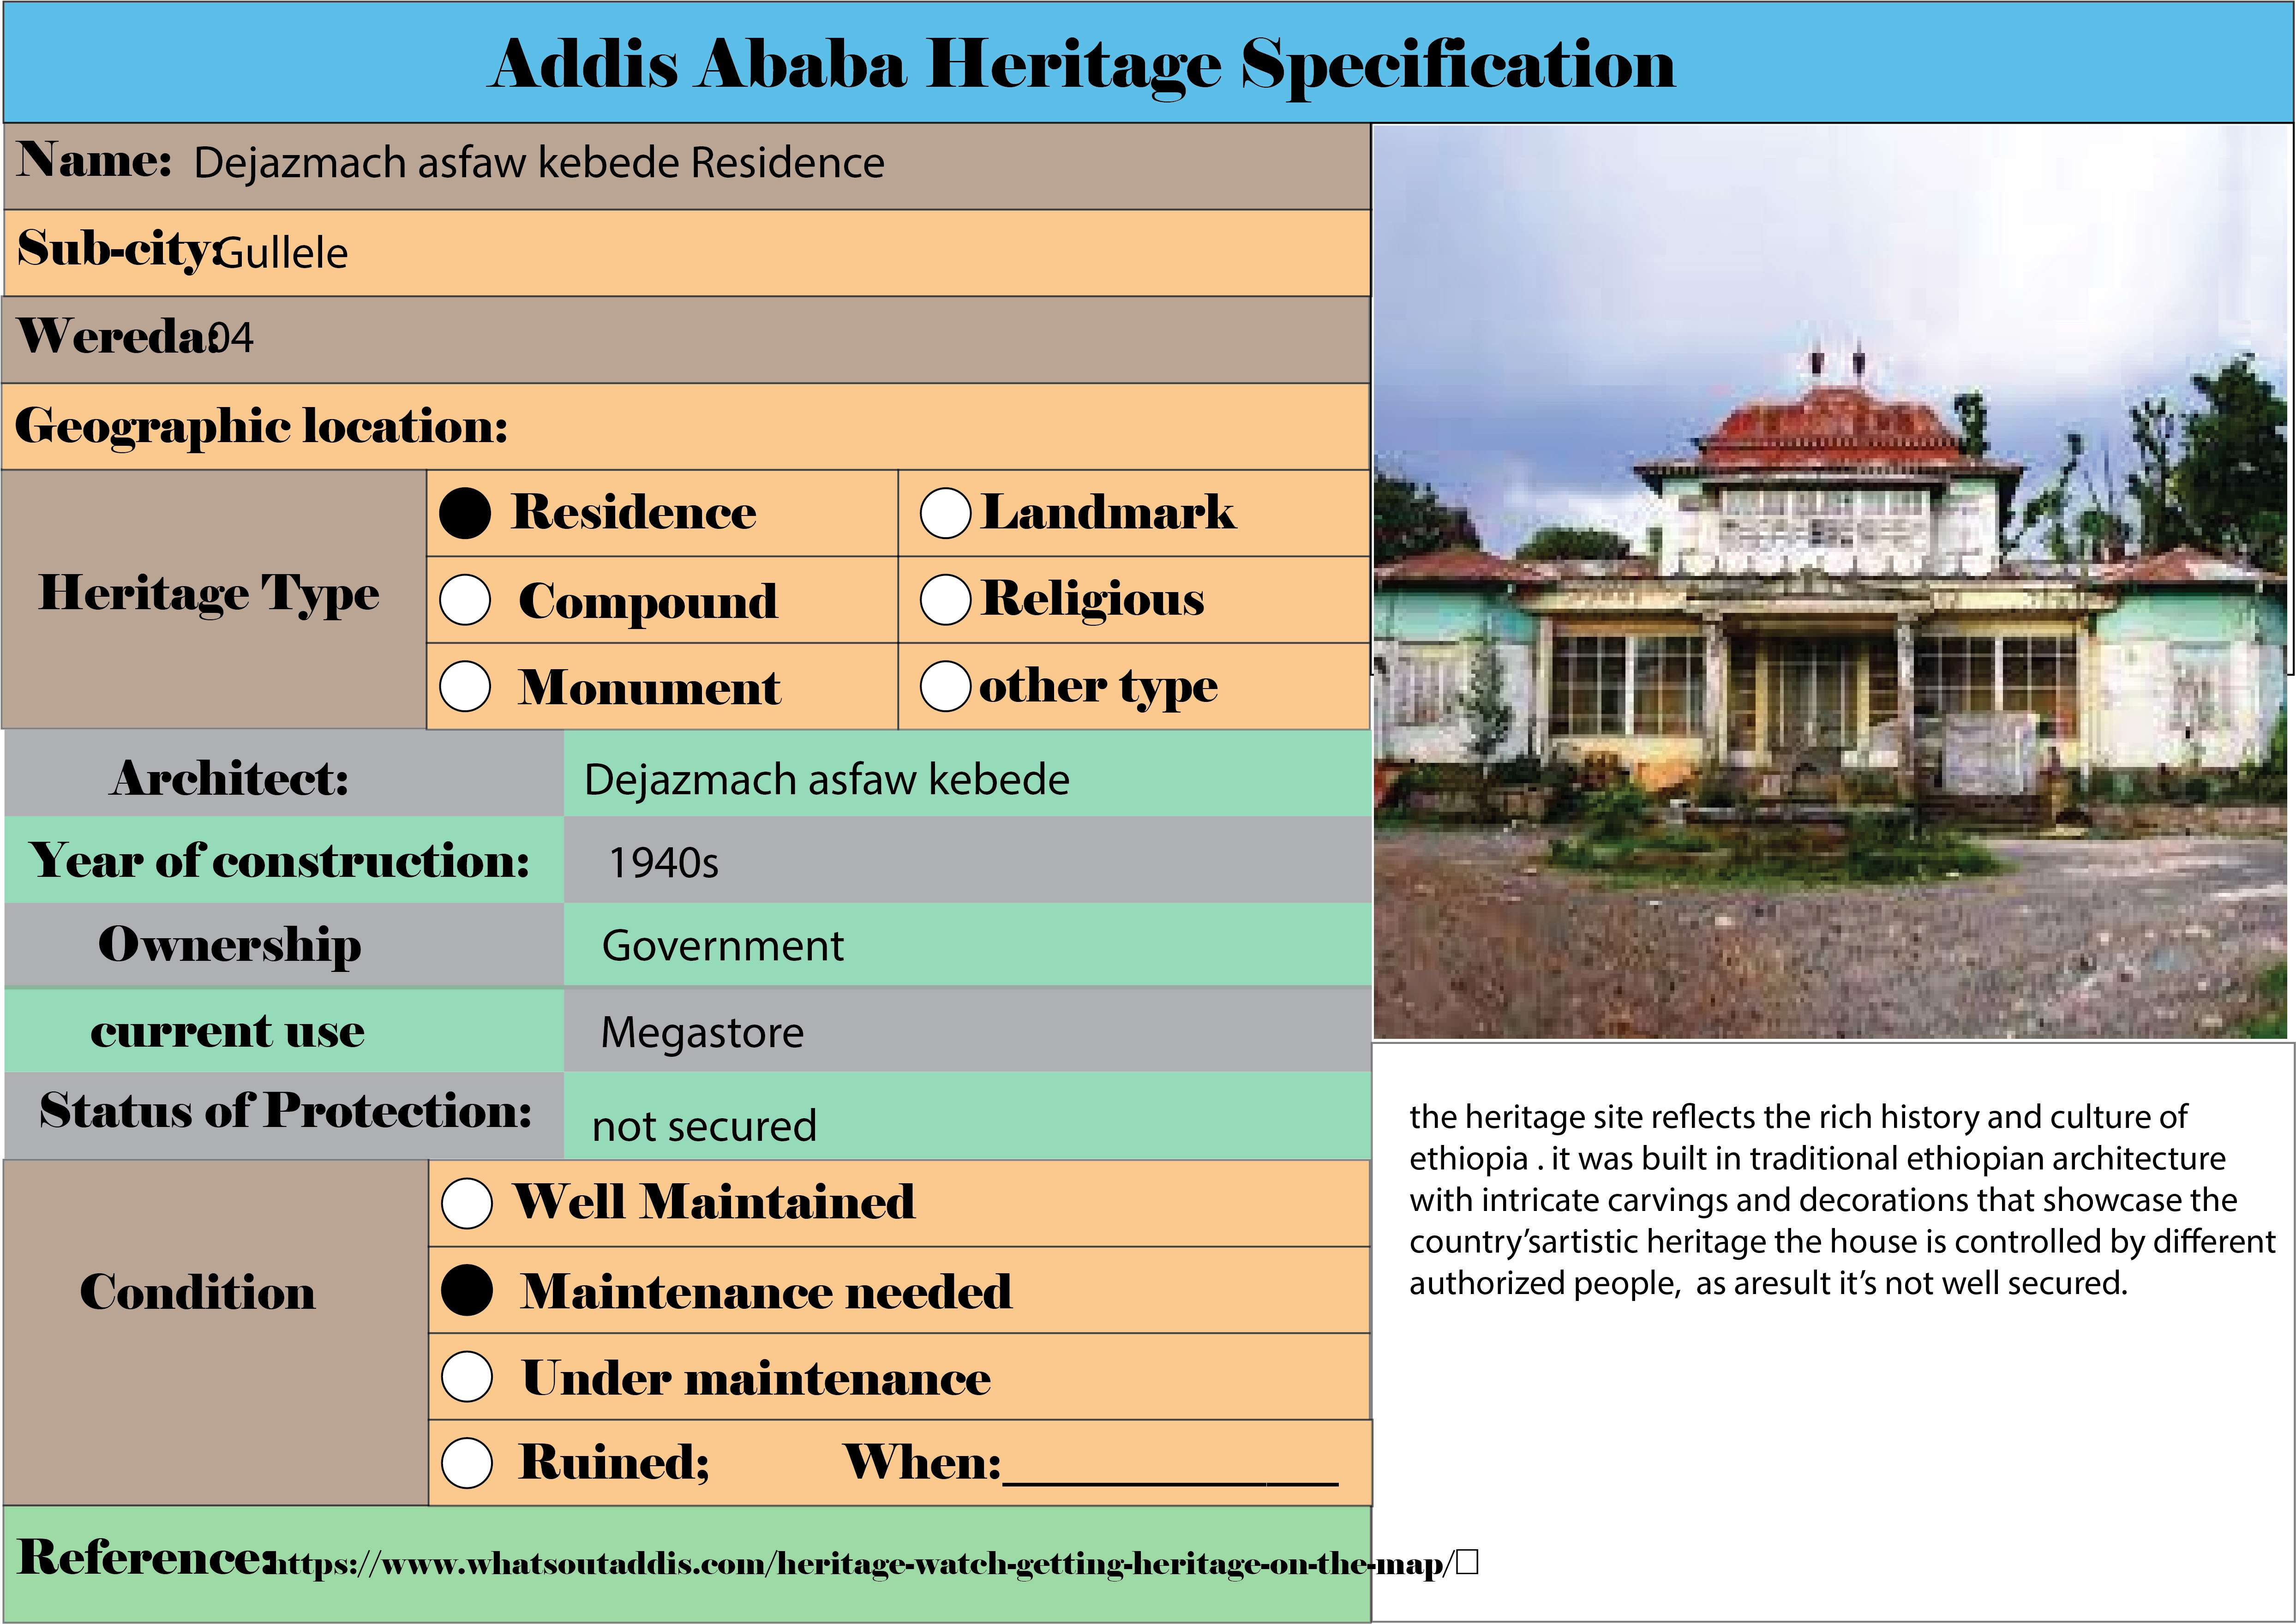 Addis Ababa Heritage Specification
Name: Dejazmach asfaw kebede Residence
Sub-city: Gullele
Wereda: 04
Geographic location:
Heritage Type
Residence
Landmark
Compound
Religious
Monument
other type
Architect: Dejazmach asfaw kebede
Year of construction: 1940s
Ownership Government
current use Megastore
Status of Protection: not secured
Condition
Well Maintained
Maintenance needed
Under maintenance
Ruined; When:
Reference: https://www.whatsoutaddis.com/heritage-watch-getting-heritage-on-the-map/
the heritage site reflects the rich history and culture of
ethiopia . it was built in traditional ethiopian architecture
with intricate carvings and decorations that showcase the
country’sartistic heritage the house is controlled by different
authorized people, as aresult it’s not well secured.